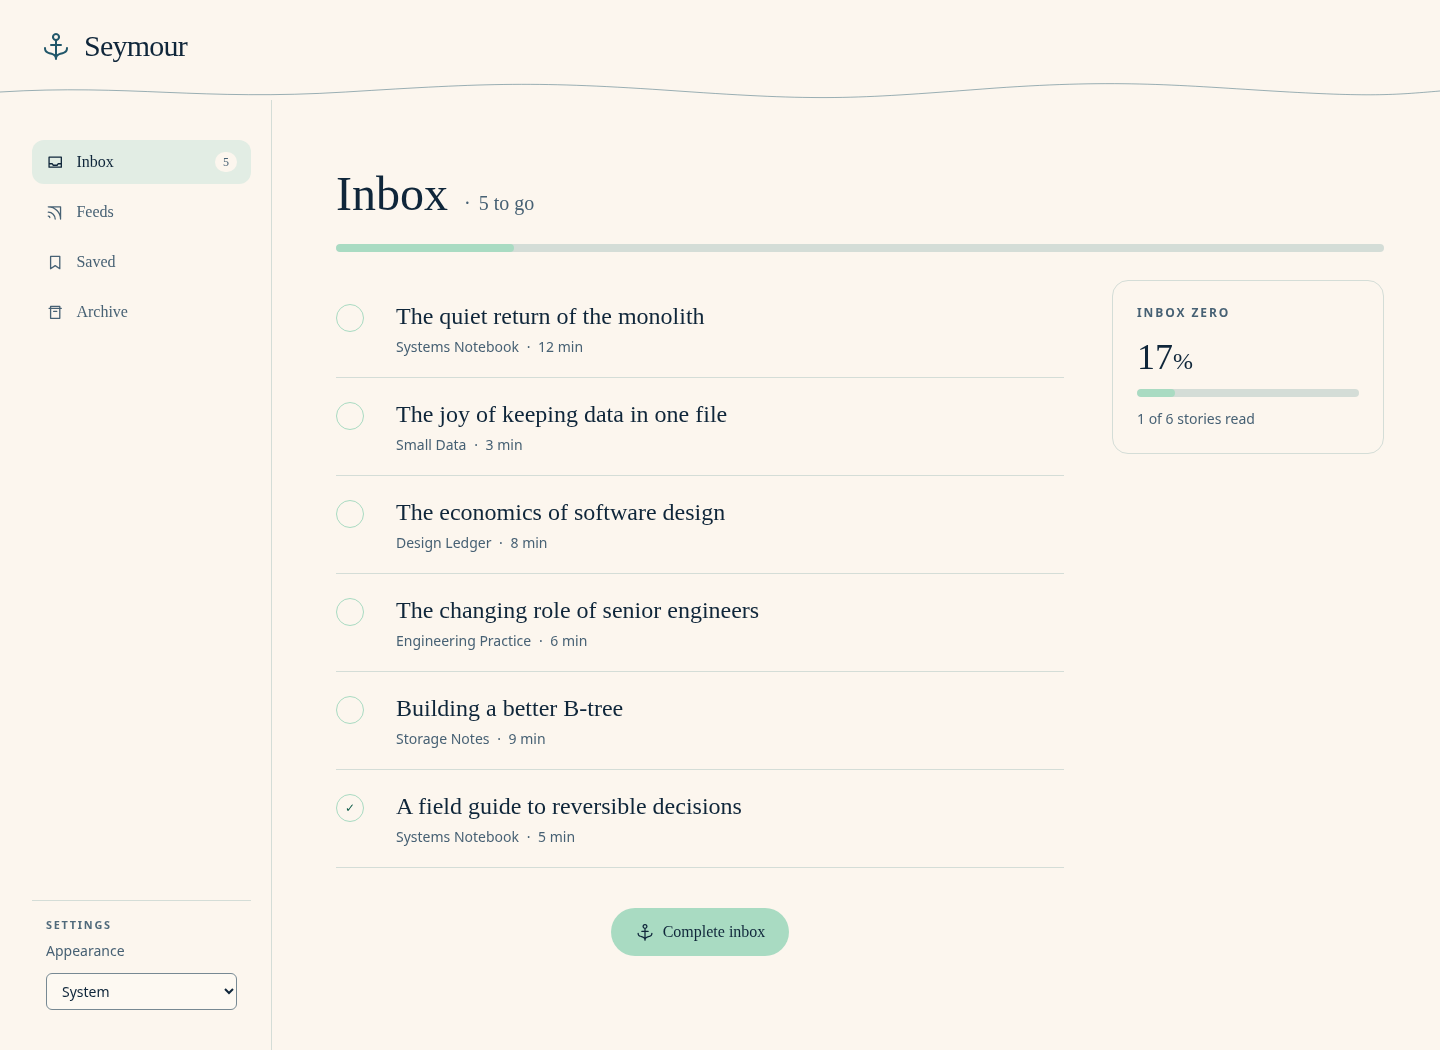 Seymour
Inbox 5
Feeds
Saved
Archive
SETTINGS
Appearance
System
Inbox · 5 to go
The quiet return of the monolith
Systems Notebook · 12 min
The joy of keeping data in one file
Small Data · 3 min
The economics of software design
Design Ledger · 8 min
The changing role of senior engineers
Engineering Practice · 6 min
Building a better B-tree
Storage Notes · 9 min
A field guide to reversible decisions
Systems Notebook · 5 min
Complete inbox
INBOX ZERO
17%
1 of 6 stories read